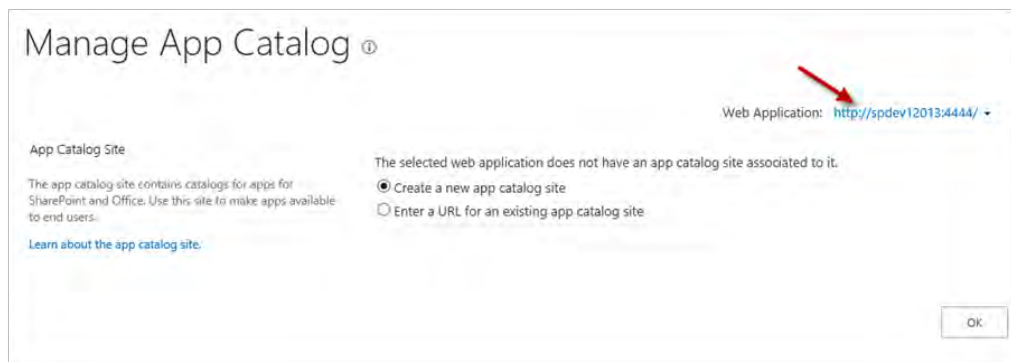 Manage App Catalog
Web Application: http://spdev12013:4444/
App Catalog Site
The selected web application does not have an app catalog site associated to it.
The app catalog site contains catalogs for apps for
SharePoint and Office. Use this site to make apps available
to end users.
Create a new app catalog site
Enter a URL for an existing app catalog site
Learn about the app catalog site.
OK